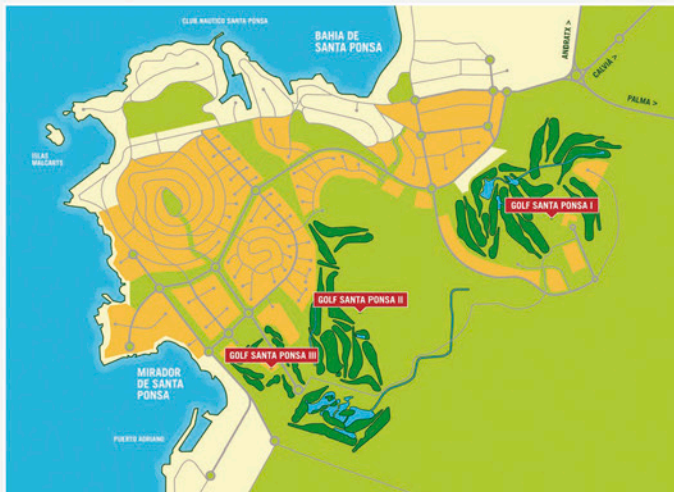 CLUB NAUTICO SANTA PONSA
BAHIA DE
SANTA PONSA
ANDRATX >
CALVIÀ >
PALMA >
ISLAS
MALGRATS
GOLF SANTA PONSA I
GOLF SANTA PONSA II
GOLF SANTA PONSA III
MIRADOR
DE SANTA
PONSA
PUERTO ADRIANO